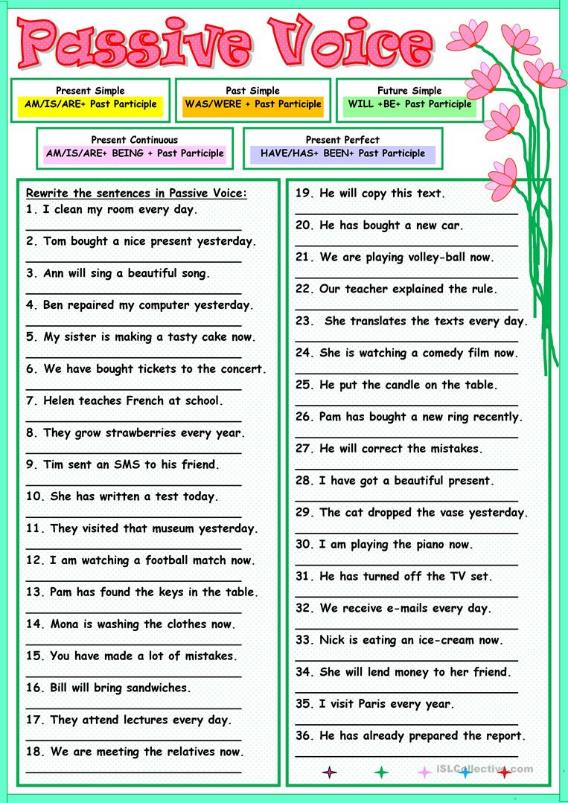 Passive Voice
Present Simple
AM/IS/ARE+ Past Participle
Past Simple
WAS/WERE + Past Participle
Future Simple
WILL +BE+ Past Participle
Present Continuous
AM/IS/ARE+ BEING + Past Participle
Present Perfect
HAVE/HAS+ BEEN+ Past Participle
Rewrite the sentences in Passive Voice:
1. I clean my room every day.
2. Tom bought a nice present yesterday.
3. Ann will sing a beautiful song.
4. Ben repaired my computer yesterday.
5. My sister is making a tasty cake now.
6. We have bought tickets to the concert.
7. Helen teaches French at school.
8. They grow strawberries every year.
9. Tim sent an SMS to his friend.
10. She has written a test today.
11. They visited that museum yesterday.
12. I am watching a football match now.
13. Pam has found the keys in the table.
14. Mona is washing the clothes now.
15. You have made a lot of mistakes.
16. Bill will bring sandwiches.
17. They attend lectures every day.
18. We are meeting the relatives now.
19. He will copy this text.
20. He has bought a new car.
21. We are playing volley-ball now.
22. Our teacher explained the rule.
23. She translates the texts every day.
24. She is watching a comedy film now.
25. He put the candle on the table.
26. Pam has bought a new ring recently.
27. He will correct the mistakes.
28. I have got a beautiful present.
29. The cat dropped the vase yesterday.
30. I am playing the piano now.
31. He has turned off the TV set.
32. We receive e-mails every day.
33. Nick is eating an ice-cream now.
34. She will lend money to her friend.
35. I visit Paris every year.
36. He has already prepared the report.
iSLCollective.com